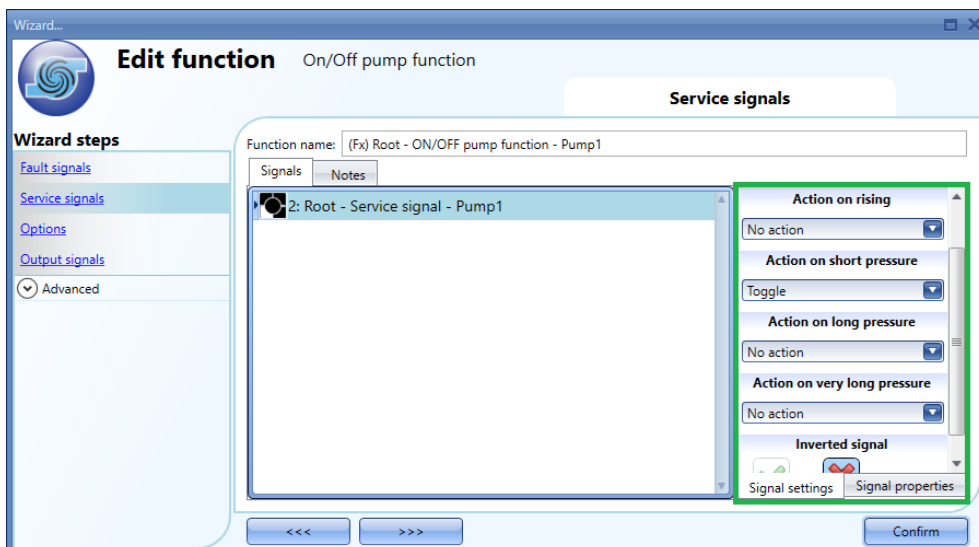 Wizard...
Edit function On/Off pump function
Service signals
Wizard steps
Fault signals
Service signals
Options
Output signals
Advanced
Function name: (Fx) Root - ON/OFF pump function - Pump1
Signals Notes
2: Root - Service signal - Pump1
Action on rising
No action
Action on short pressure
Toggle
Action on long pressure
No action
Action on very long pressure
No action
Inverted signal
Signal settings Signal properties
<<< >>> Confirm